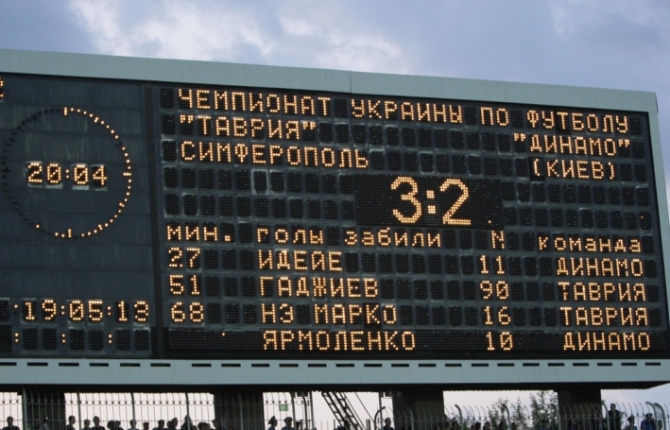 ЧЕМПИОНАТ УКРАИНЫ ПО ФУТБОЛУ
"ТАВРИЯ" "ДИНАМО"
СИМФЕРОПОЛЬ (КИЕВ)
3:2
мин. голы забили N команда
27 ИДЕЙЕ 11 ДИНАМО
51 ГАДЖИЕВ 90 ТАВРИЯ
68 НЭ МАРКО 16 ТАВРИЯ
ЯРМОЛЕНКО 10 ДИНАМО
20:04
19:05:13